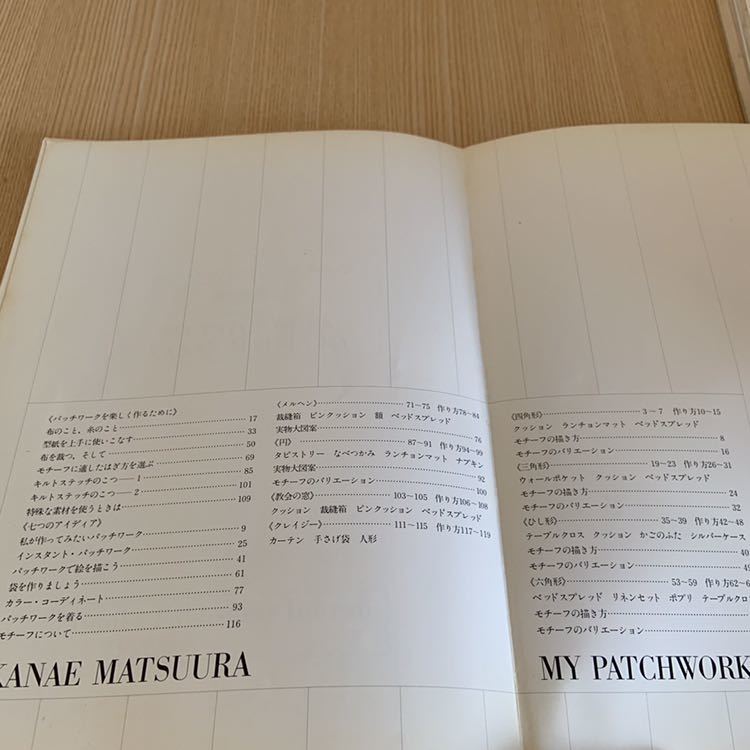 《パッチワークを楽しく作るために》
布のこと、糸のこと 17
型紙を上手に使いこなす 33
布を裁つ、そして 50
モチーフに適したはぎ方を選ぶ 69
キルトステッチのこつ—1 85
キルトステッチのこつ—2 101
特殊な素材を使うときは 109
《七つのアイディア》
私が作ってみたいパッチワーク 9
インスタント・パッチワーク 25
パッチワークで絵を描こう 41
袋を作りましょう 61
カラー・コーディネート 77
パッチワークを着る 93
モチーフについて 116
《メルヘン》 71〜75 作り方78〜84
裁縫箱 ピンクッション 額 ベッドスプレッド
実物大図案 76
《円》 87〜91 作り方94〜99
タピストリー なべつかみ ランチョンマット ナプキン
実物大図案 92
モチーフのバリエーション 100
《教会の窓》 103〜105 作り方106〜108
クッション 裁縫箱 ピンクッション ベッドスプレッド
《クレイジー》 111〜115 作り方117〜119
カーテン 手さげ袋 人形
KANAE MATSUURA
《四角形》 3〜7 作り方10〜15
クッション ランチョンマット ベッドスプレッド
モチーフの描き方 8
モチーフのバリエーション 16
《三角形》 19〜23 作り方26〜31
ウォールポケット クッション ベッドスプレッド
モチーフの描き方 24
モチーフのバリエーション 32
《ひし形》 35〜39 作り方42〜48
テーブルクロス クッション かごのふた シルバーケース
モチーフの描き方 40
モチーフのバリエーション 49
《六角形》 53〜59 作り方62〜6
ベッドスプレッド リネンセット ポプリ テーブルクロ
モチーフの描き方
モチーフのバリエーション
MY PATCHWORK